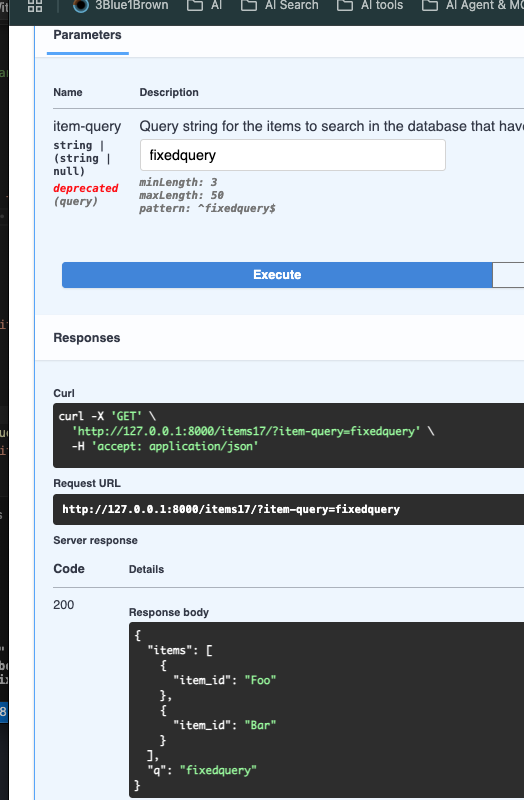 3Blue1Brown AI AI Search AI tools AI Agent &
Parameters
Name Description
item-query Query string for the items to search in the database that have
string |
(string |
null)
fixedquery
deprecated
(query)
minLength: 3
maxLength: 50
pattern: ^fixedquery$
Execute
Responses
Curl
curl -X 'GET' \
'http://127.0.0.1:8000/items17/?item-query=fixedquery' \
-H 'accept: application/json'
Request URL
http://127.0.0.1:8000/items17/?item-query=fixedquery
Server response
Code Details
200
Response body
{
"items": [
{
"item_id": "Foo"
},
{
"item_id": "Bar"
}
],
"q": "fixedquery"
}